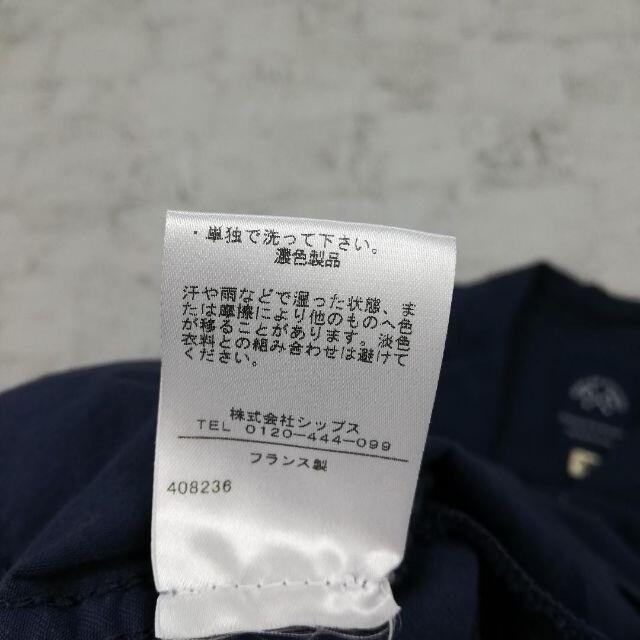 ・単独で洗って下さい。
濃色製品
汗や雨などで湿った状態、ま
たは摩擦により他のものへ色
が移ることがあります。淡色
衣料との組み合わせは避けて
ください。
株式会社シップス
TEL 0120-444-099
フランス製
408236